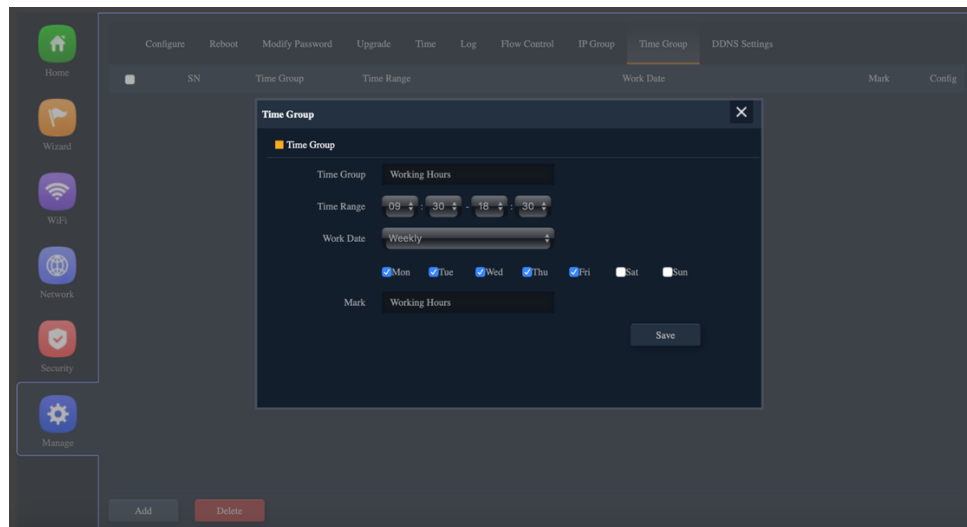 Configure Reboot Modify Password Upgrade Time Log Flow Control IP Group Time Group DDNS Settings
Home
SN Time Group Time Range Work Date Mark Config
Time Group
Time Group
Wizard
Time Group Working Hours
Time Range 09 : 30 - 18 : 30
WiFi
Work Date Weekly
Mon Tue Wed Thu Fri Sat Sun
Network
Mark Working Hours
Save
Security
Manage
Add Delete